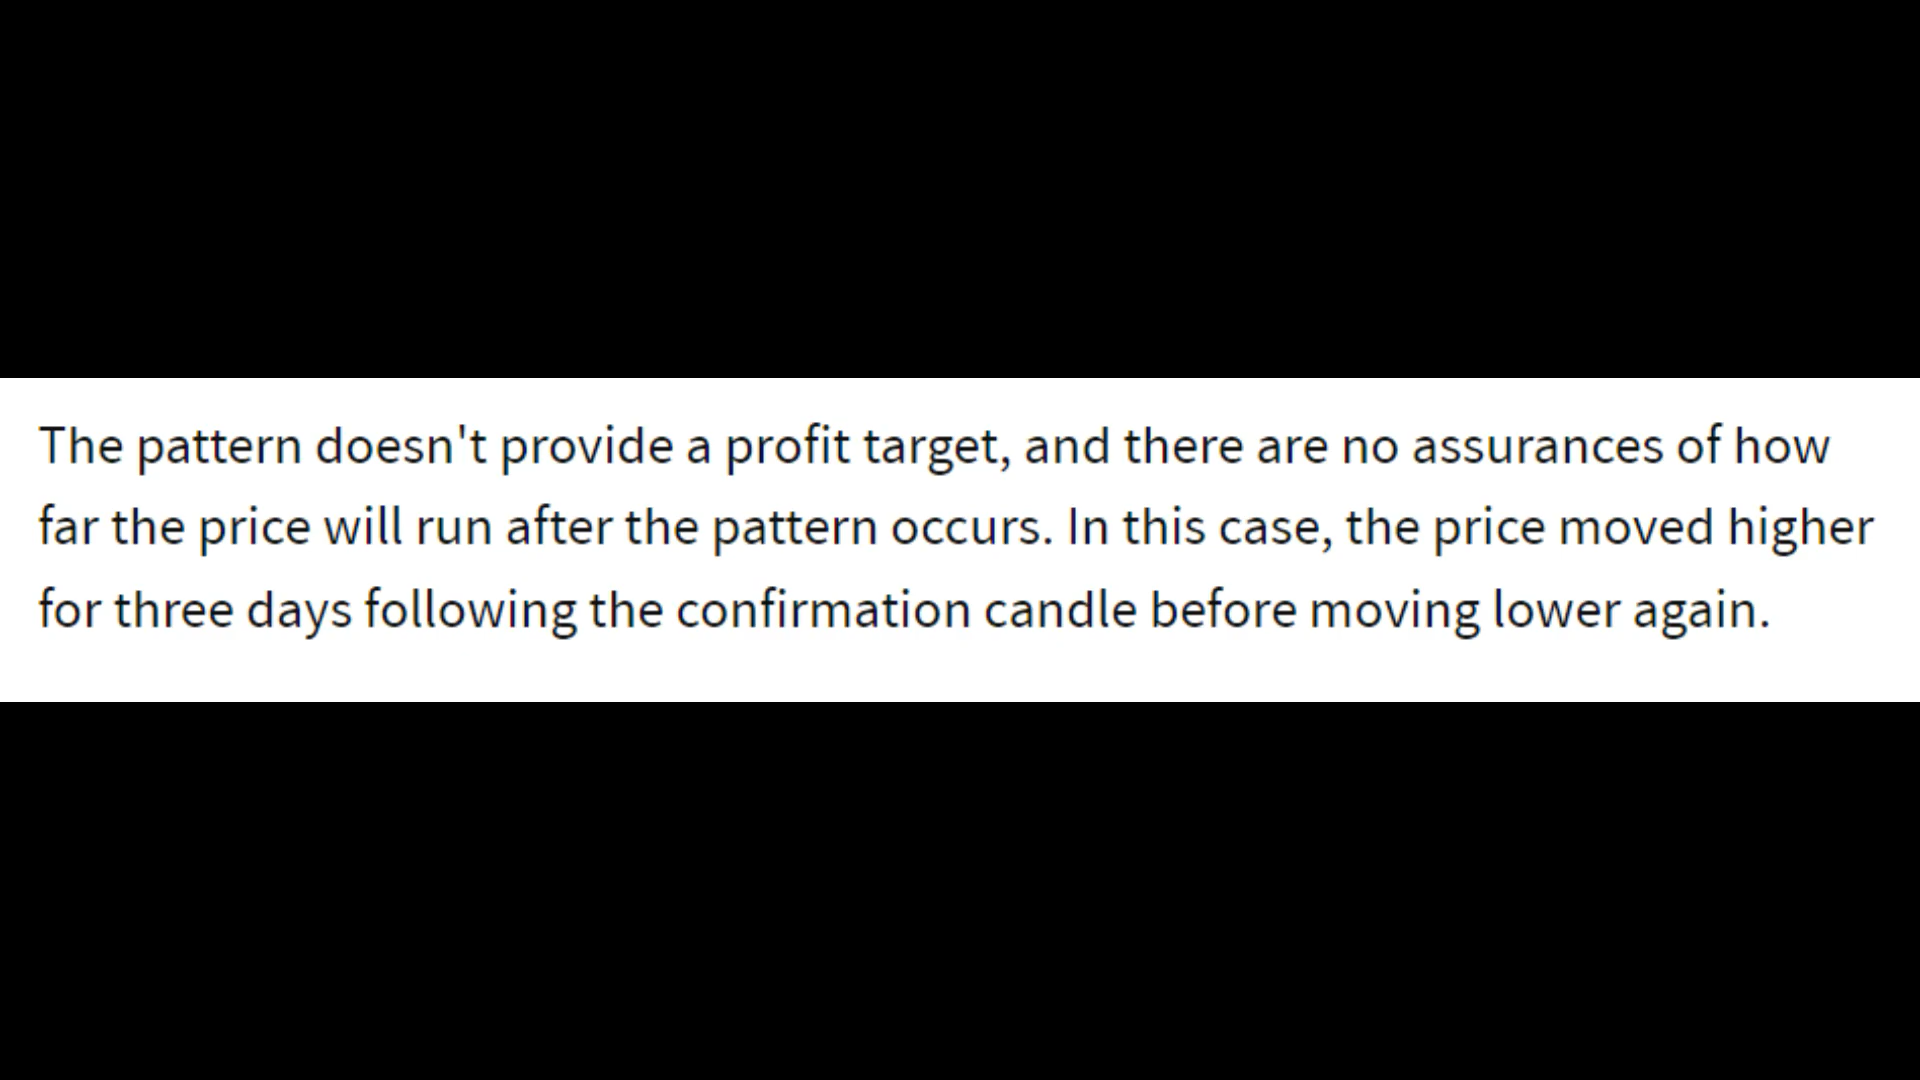 The pattern doesn't provide a profit target, and there are no assurances of how
far the price will run after the pattern occurs. In this case, the price moved higher
for three days following the confirmation candle before moving lower again.